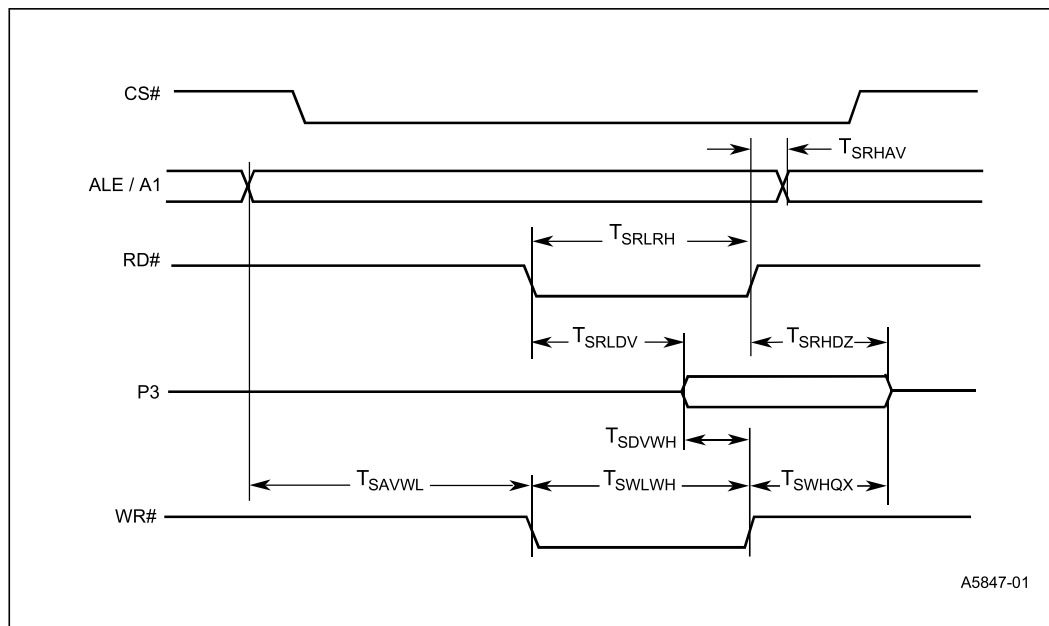 CS#
T_SRHAV
ALE / A1
T_SRLRH
RD#
T_SRLDV
T_SRHDZ
P3
T_SDVWH
T_SAVWL
T_SWLWH
T_SWHQX
WR#
A5847-01